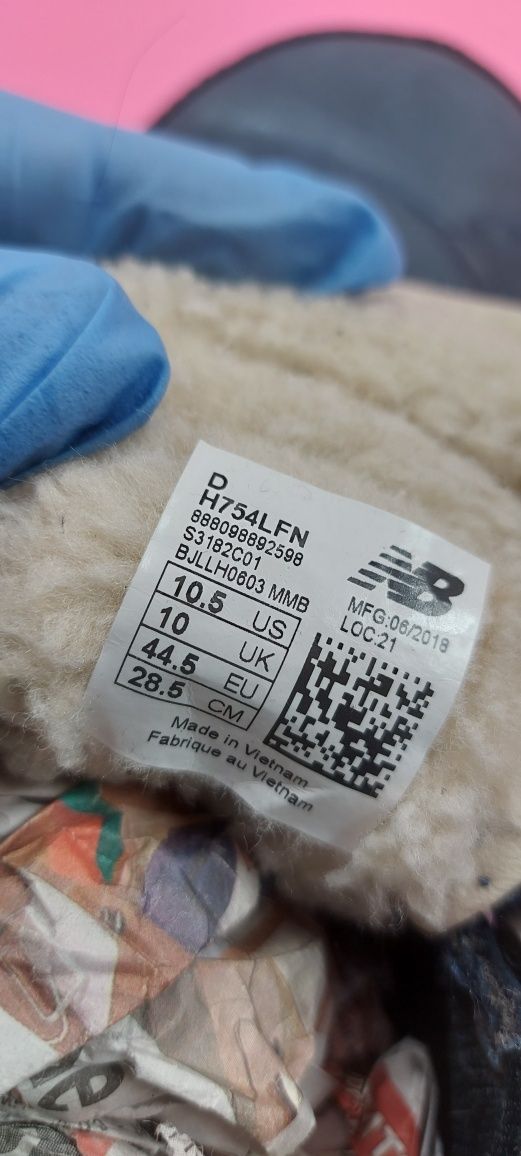 D
H754LFN
888098892598
S3182C01
BJLLH0603 MMB
NB
MFG:06/2018
LOC:21
10.5 US
10 UK
44.5 EU
28.5 CM
Made in Vietnam
Fabrique au Vietnam